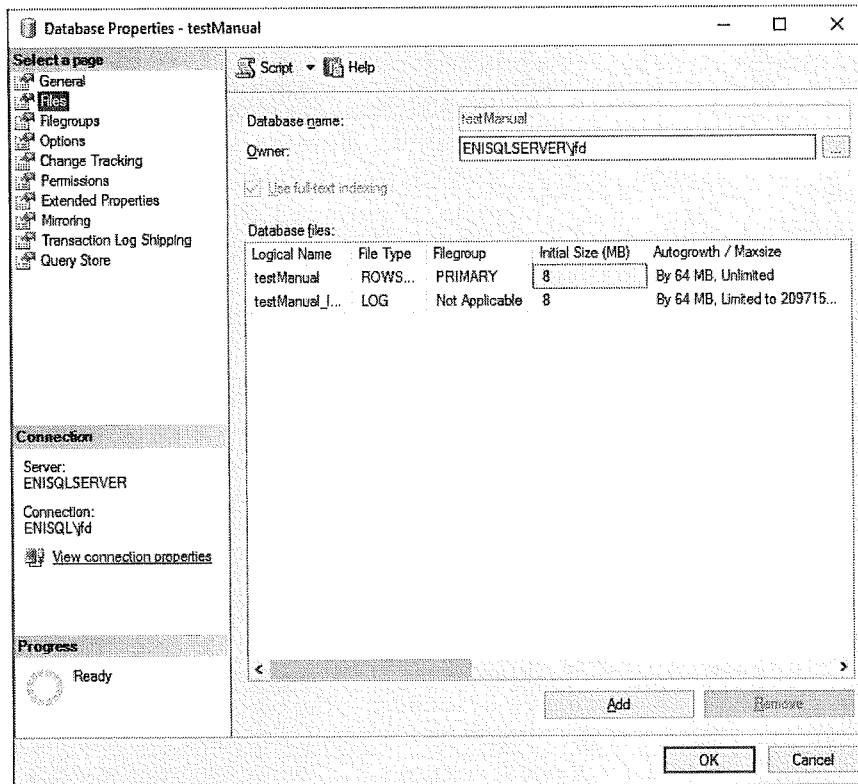 Database Properties - testManual
Select a page
General
Files
Filegroups
Options
Change Tracking
Permissions
Extended Properties
Mirroring
Transaction Log Shipping
Query Store
Script Help
Database name: testManual
Owner: ENISQLSERVER\jfd
Use full-text indexing
Database files:
Logical Name File Type Filegroup Initial Size (MB) Autogrowth / Maxsize
testManual ROWS... PRIMARY 8 By 64 MB, Unlimited
testManual_l... LOG Not Applicable 8 By 64 MB, Limited to 209715...
Connection
Server:
ENISQLSERVER
Connection:
ENISQL\jfd
View connection properties
Progress
Ready
Add Remove
OK Cancel